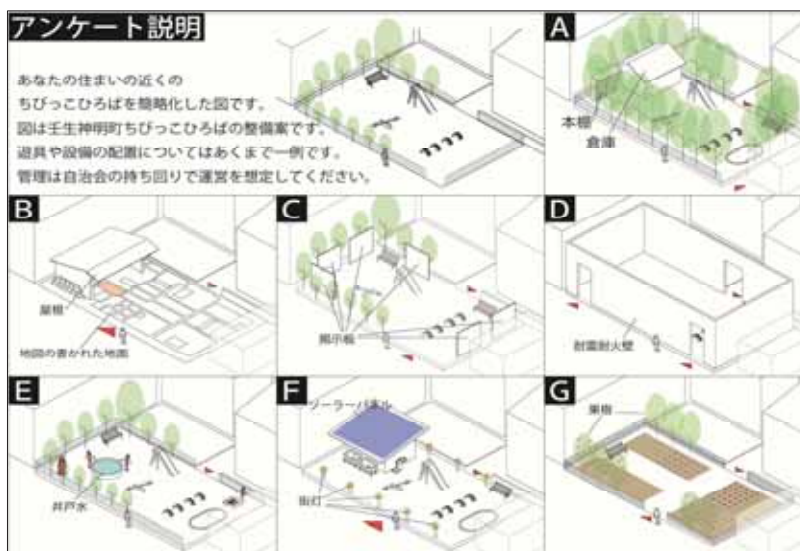 アンケート説明
あなたの住まいの近くの
ちびっこひろばを簡略化した図です。
図は壬生神明町ちびっこひろばの整備案です。
遊具や設備の配置についてはあくまで一例です。
管理は自治会の持ち回りで運営を想定してください。
A
本棚
倉庫
B
屋根
地図の書かれた地面
C
掲示板
D
耐震耐火壁
E
井戸水
F
ソーラーパネル
街灯
G
果樹